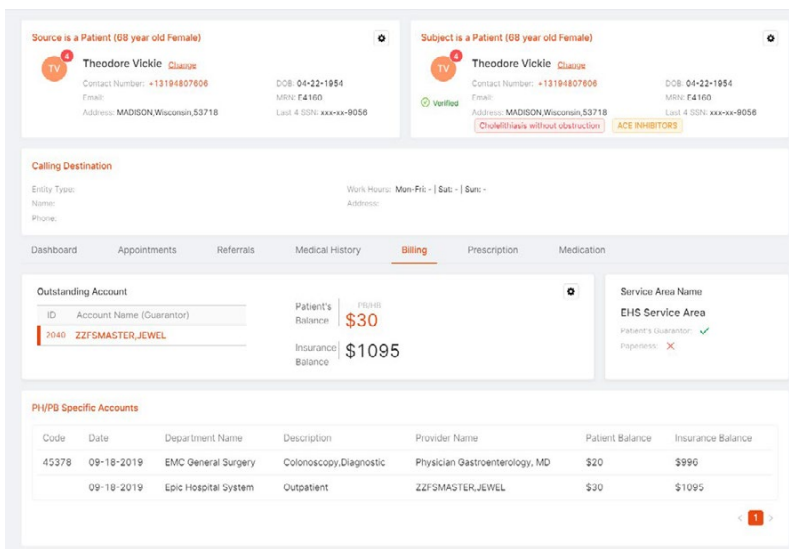 Source is a Patient (68 year old Female)
TV 4 Theodore Vickie Change
Contact Number: +13194807606 DOB: 04-22-1954
Email: MRN: E4160
Address: MADISON,Wisconsin,53718 Last 4 SSN: xxx-xx-9056
Subject is a Patient (68 year old Female)
TV 4 Theodore Vickie Change
Contact Number: +13194807606 DOB: 04-22-1954
Verified Email: MRN: E4160
Address: MADISON,Wisconsin,53718 Last 4 SSN: xxx-xx-9056
Cholelithiasis without obstruction ACE INHIBITORS
Calling Destination
Entity Type: Work Hours: Mon-Fri: - | Sat: - | Sun: -
Name: Address:
Phone:
Dashboard Appointments Referrals Medical History Billing Prescription Medication
Outstanding Account
ID Account Name (Guarantor)
2040 ZZFSMASTER,JEWEL
Patient's Balance PB/HB $30
Insurance Balance $1095
Service Area Name
EHS Service Area
Patient's Guarantor:
Paperless:
PH/PB Specific Accounts
Code Date Department Name Description Provider Name Patient Balance Insurance Balance
45378 09-18-2019 EMC General Surgery Colonoscopy,Diagnostic Physician Gastroenterology, MD $20 $996
09-18-2019 Epic Hospital System Outpatient ZZFSMASTER,JEWEL $30 $1095
< 1 >